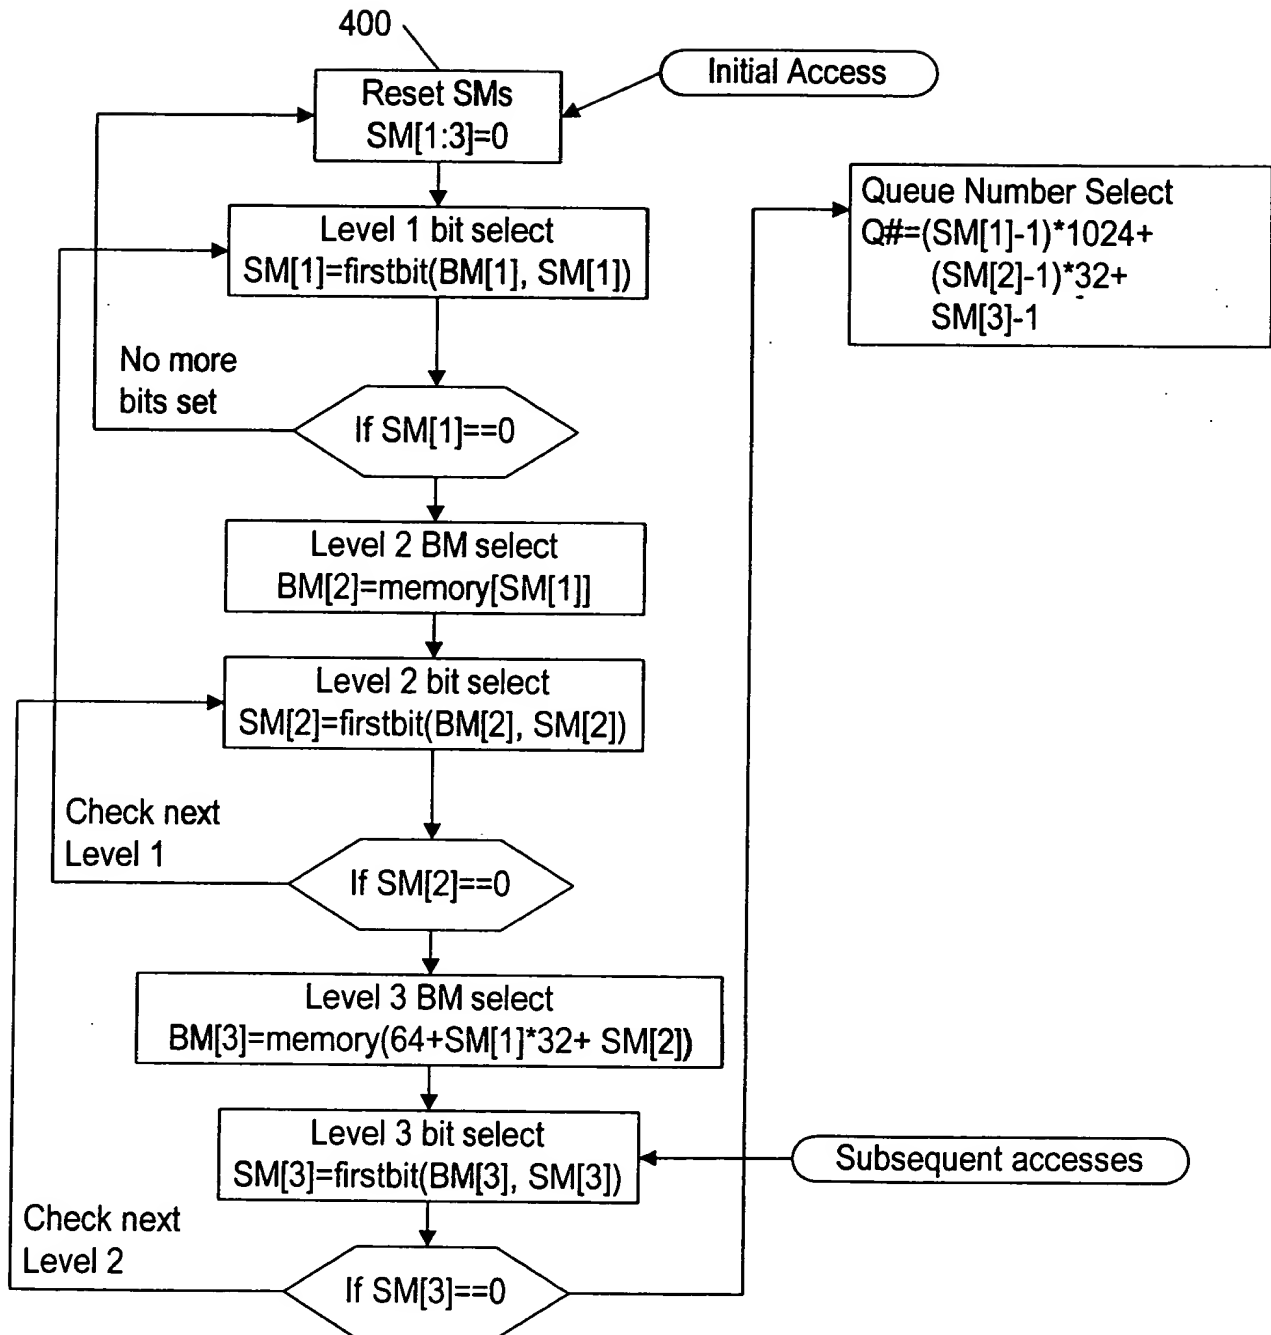 400
Initial Access
Reset SMs
SM[1:3]=0
Queue Number Select
Q#=(SM[1]-1)*1024+
(SM[2]-1)*32+
SM[3]-1
Level 1 bit select
SM[1]=firstbit(BM[1], SM[1])
No more
bits set
If SM[1]==0
Level 2 BM select
BM[2]=memory[SM[1]]
Level 2 bit select
SM[2]=firstbit(BM[2], SM[2])
Check next
Level 1
If SM[2]==0
Level 3 BM select
BM[3]=memory(64+SM[1]*32+ SM[2])
Level 3 bit select
SM[3]=firstbit(BM[3], SM[3])
Subsequent accesses
Check next
Level 2
If SM[3]==0